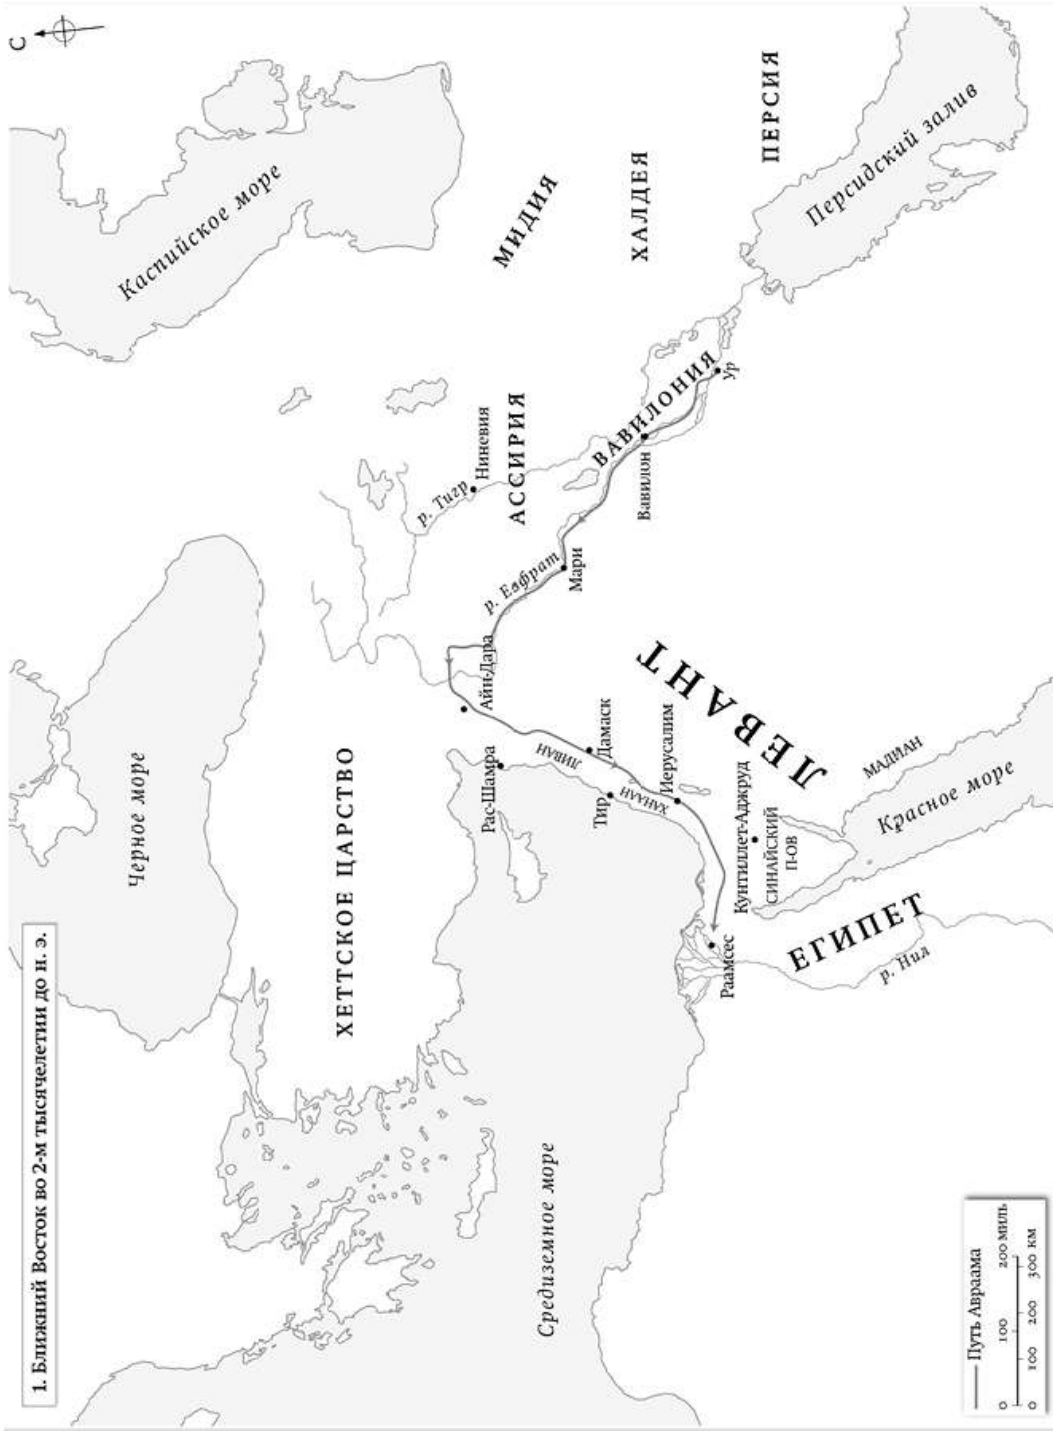 1. Ближний Восток во 2-м тысячелетии до н. э.
С
Черное море
Каспийское море
ХЕТТСКОЕ ЦАРСТВО
МИДИЯ
р. Тигр
Ниневия
АССИРИЯ
ХАЛДЕЯ
ПЕРСИЯ
Айн-Дара
р. Евфрат
Мари
ВАВИЛОНИЯ
Вавилон
Ур
Персидский залив
Рас-Шамра
ЛИВАН
Дамаск
Тир
ХАНААН
Иерусалим
ЛЕВАНТ
Средиземное море
Раамсес
Кунтиллет-Аджруд
СИНАЙСКИЙ
П-ОВ
МАДИАН
ЕГИПЕТ
р. Нил
Красное море
Путь Авраама
0 100 200 МИЛЬ
0 100 200 300 КМ